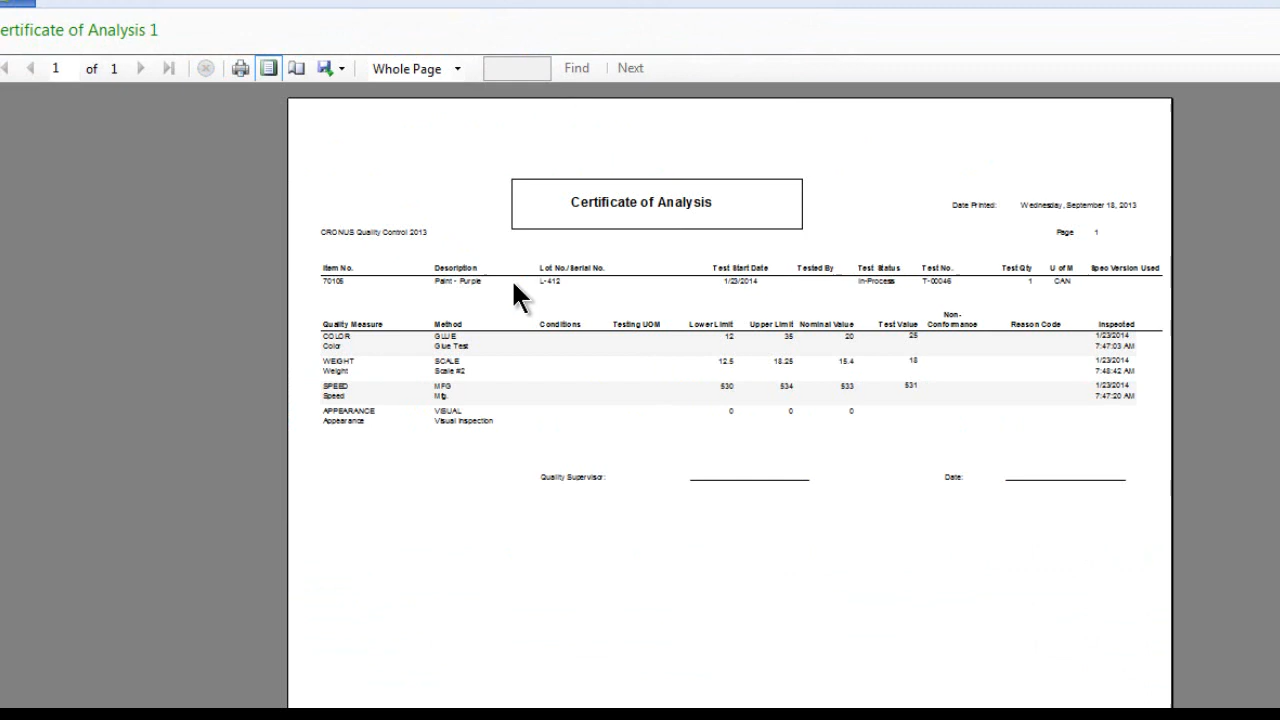 ertificate of Analysis 1
1 of 1 Whole Page Find Next
Certificate of Analysis
Date Printed: Wednesday, September 18, 2013
CRONUS Quality Control 2013 Page 1
Item No. Description Lot No./Serial No. Test Start Date Tested By Test Status Test No. Test Qty U of M Spec Version Used
70105 Paint - Purple L-412 1/23/2014 In-Process T-00046 1 CAN
Quality Measure Method Conditions Testing UOM Lower Limit Upper Limit Nominal Value Test Value Non-Conformance Reason Code Inspected
COLOR GLUE 12 35 20 25 1/23/2014
Color Glue Test 7:47:03 AM
WEIGHT SCALE 12.5 18.25 15.4 18 1/23/2014
Weight Scale #2 7:48:42 AM
SPEED MFG 530 534 533 531 1/23/2014
Speed Mfg. 7:47:20 AM
APPEARANCE VISUAL 0 0 0
Appearance Visual Inspection
Quality Supervisor: Date: